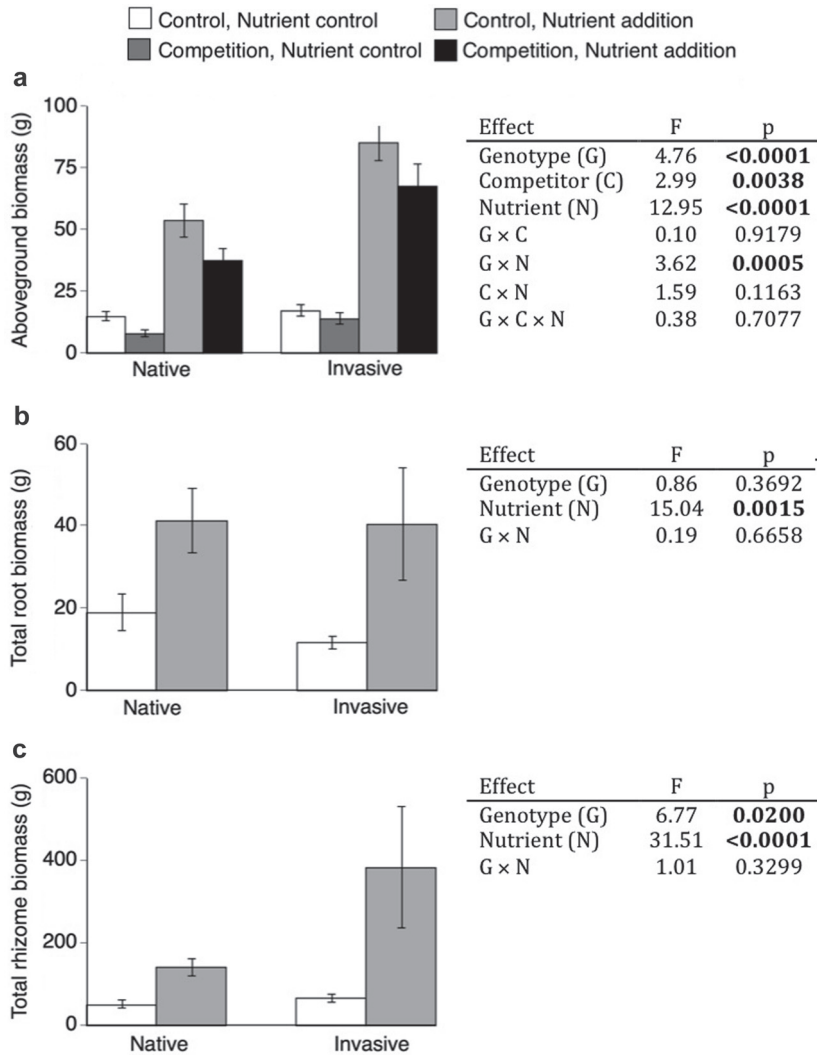 Control, Nutrient control Control, Nutrient addition
Competition, Nutrient control Competition, Nutrient addition
a
Aboveground biomass (g)
100
75
50
25
0
Native Invasive
Effect F p
Genotype (G) 4.76 <0.0001
Competitor (C) 2.99 0.0038
Nutrient (N) 12.95 <0.0001
G × C 0.10 0.9179
G × N 3.62 0.0005
C × N 1.59 0.1163
G × C × N 0.38 0.7077
b
Total root biomass (g)
60
40
20
0
Native Invasive
Effect F p
Genotype (G) 0.86 0.3692
Nutrient (N) 15.04 0.0015
G × N 0.19 0.6658
c
Total rhizome biomass (g)
600
400
200
0
Native Invasive
Effect F p
Genotype (G) 6.77 0.0200
Nutrient (N) 31.51 <0.0001
G × N 1.01 0.3299